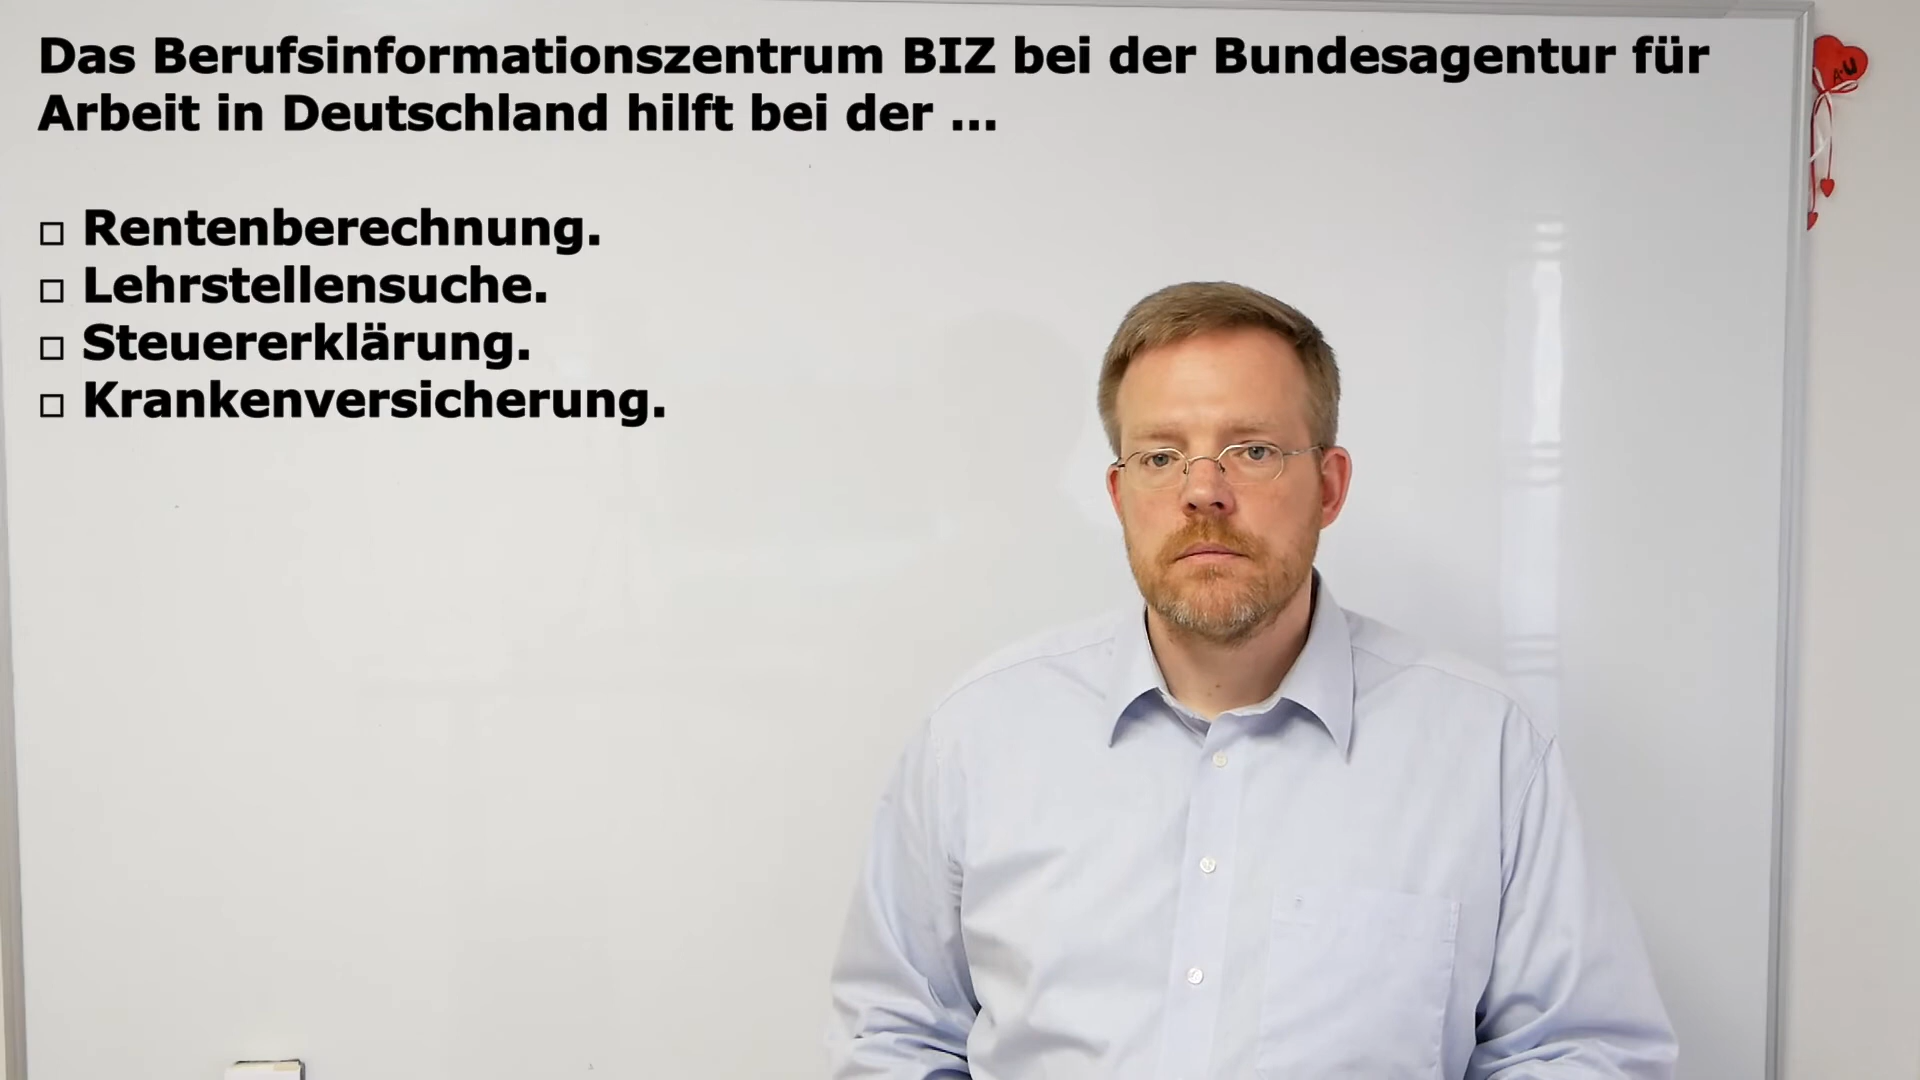 Das Berufsinformationszentrum BIZ bei der Bundesagentur für
Arbeit in Deutschland hilft bei der ...
□ Rentenberechnung.
□ Lehrstellensuche.
□ Steuererklärung.
□ Krankenversicherung.
A+U